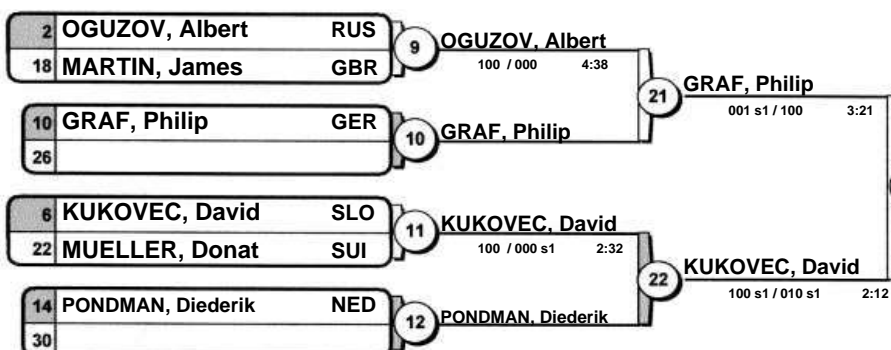 2 OGUZOV, Albert RUS
18 MARTIN, James GBR
9
OGUZOV, Albert
100 / 000 4:38
10 GRAF, Philip GER
26
10
GRAF, Philip
21
GRAF, Philip
001 s1 / 100 3:21
6 KUKOVEC, David SLO
22 MUELLER, Donat SUI
11
KUKOVEC, David
100 / 000 s1 2:32
14 PONDMAN, Diederik NED
30
12
PONDMAN, Diederik
22
KUKOVEC, David
100 s1 / 010 s1 2:12